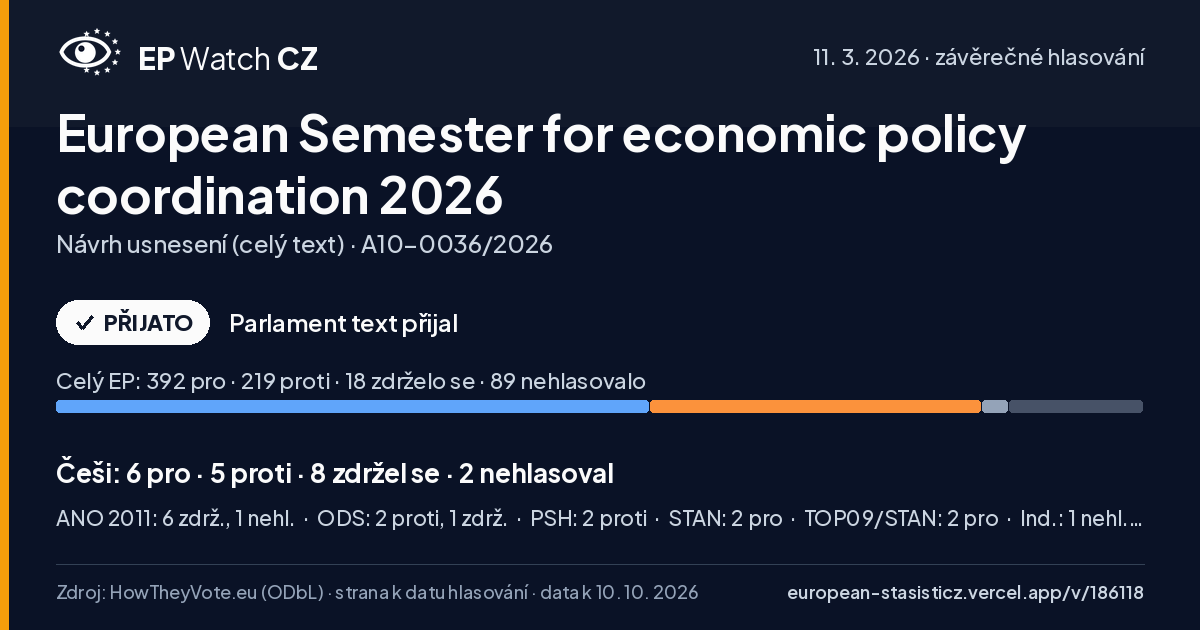 EP Watch CZ
11. 3. 2026 · závěrečné hlasování
European Semester for economic policy
coordination 2026
Návrh usnesení (celý text) · A10-0036/2026
✓ PŘIJATO
Parlament text přijal
Celý EP: 392 pro · 219 proti · 18 zdrželo se · 89 nehlasovalo
Češi: 6 pro · 5 proti · 8 zdržel se · 2 nehlasoval
ANO 2011: 6 zdrž., 1 nehl. · ODS: 2 proti, 1 zdrž. · PSH: 2 proti · STAN: 2 pro · TOP09/STAN: 2 pro · Ind.: 1 nehl.…
Zdroj: HowTheyVote.eu (ODbL) · strana k datu hlasování · data k 10. 10. 2026
european-stasisticz.vercel.app/v/186118